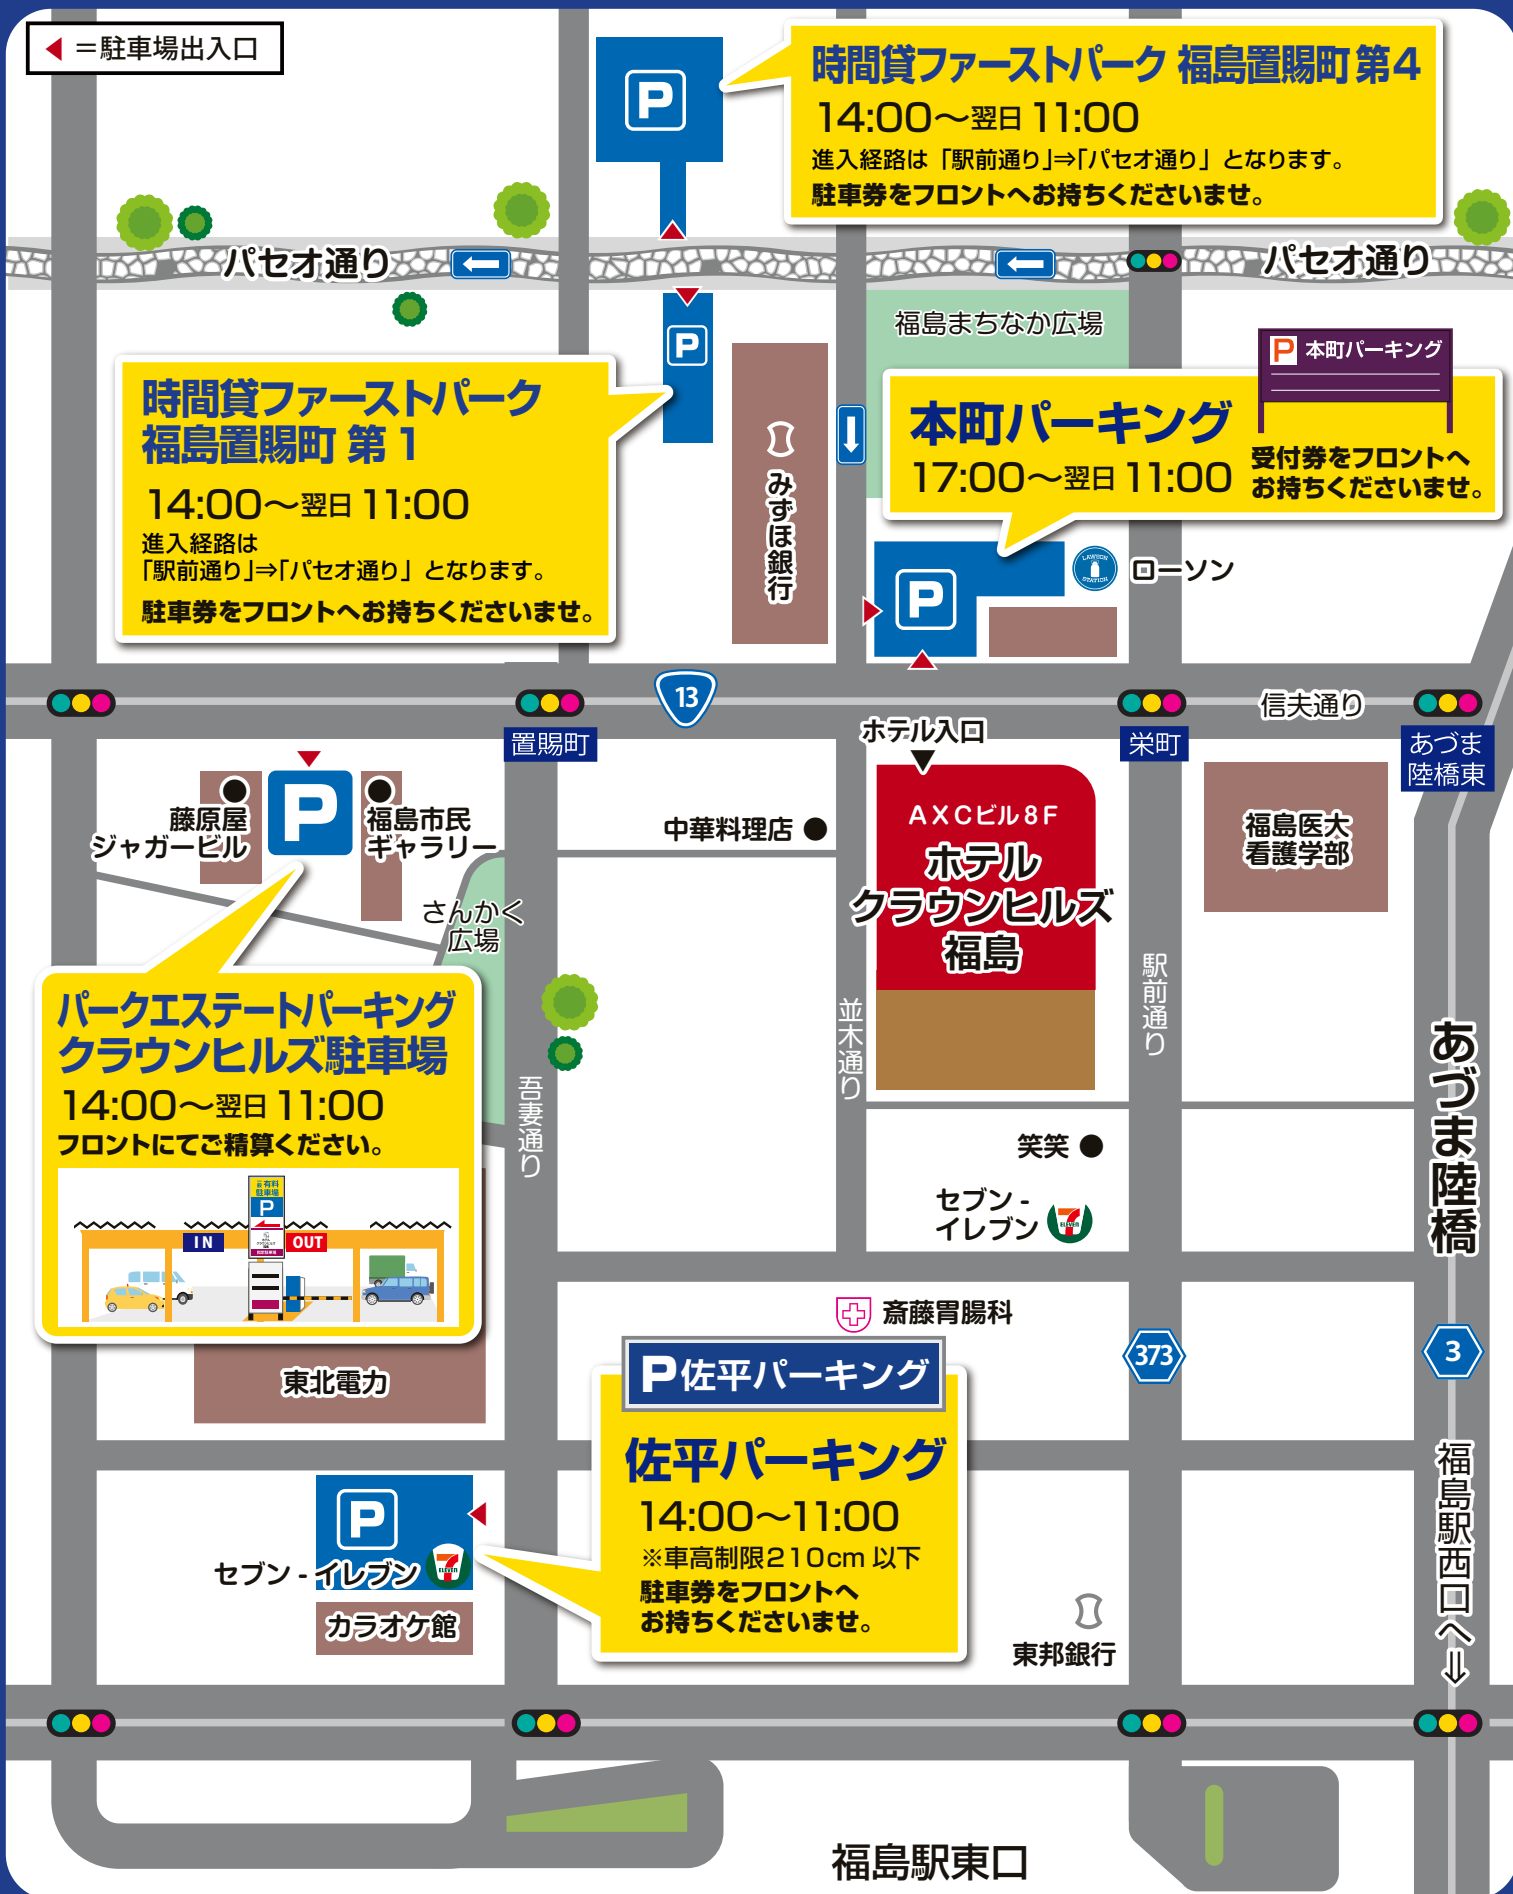 ＝駐車場出入口
P
時間貸ファーストパーク 福島置賜町 第4
14:00～翌日 11:00
進入経路は「駅前通り」⇒「パセオ通り」となります。
駐車券をフロントへお持ちくださいませ。
パセオ通り
パセオ通り
P
福島まちなか広場
P 本町パーキング
時間貸ファーストパーク
福島置賜町 第1
14:00～翌日 11:00
進入経路は
「駅前通り」⇒「パセオ通り」となります。
駐車券をフロントへお持ちくださいませ。
みずほ銀行
本町パーキング
17:00～翌日 11:00
受付券をフロントへ
お持ちくださいませ。
P
LAWSON
STATION
ローソン
13
信夫通り
置賜町
ホテル入口
栄町
あづま
陸橋東
藤原屋
ジャガービル
P
福島市民
ギャラリー
中華料理店
AXCビル8F
ホテル
クラウンヒルズ
福島
福島医大
看護学部
さんかく
広場
パークエステートパーキング
クラウンヒルズ駐車場
14:00～翌日 11:00
フロントにてご精算ください。
有料
駐車場
P
IN
OUT
吾妻通り
並木通り
駅前通り
あづま陸橋
笑笑
セブン-
イレブン
7
ELEVEN
斎藤胃腸科
373
3
東北電力
P佐平パーキング
佐平パーキング
14:00～11:00
※車高制限210cm 以下
駐車券をフロントへ
お持ちくださいませ。
P
セブン-イレブン
7
ELEVEN
カラオケ館
東邦銀行
福島駅西口へ⇒
福島駅東口